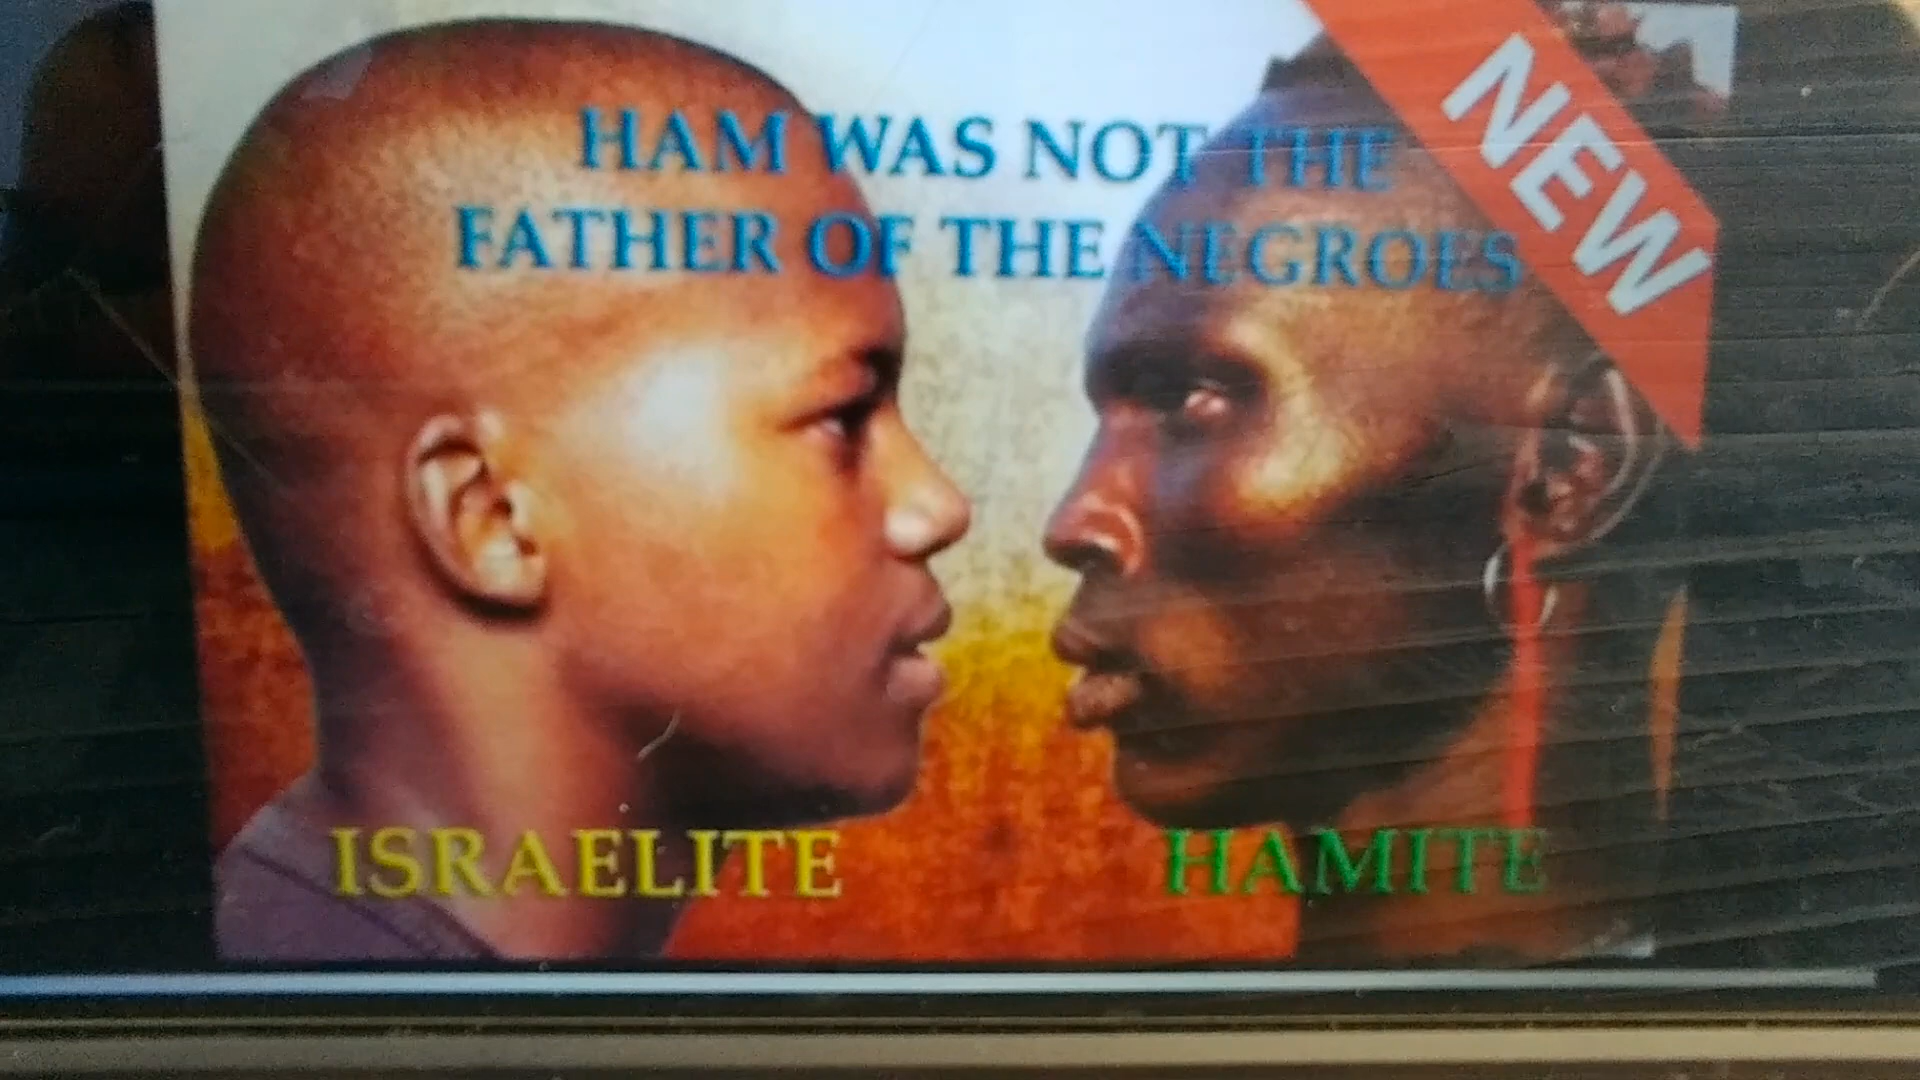 HAM WAS NOT THE
FATHER OF THE NEGROES
NEW
ISRAELITE
HAMITE